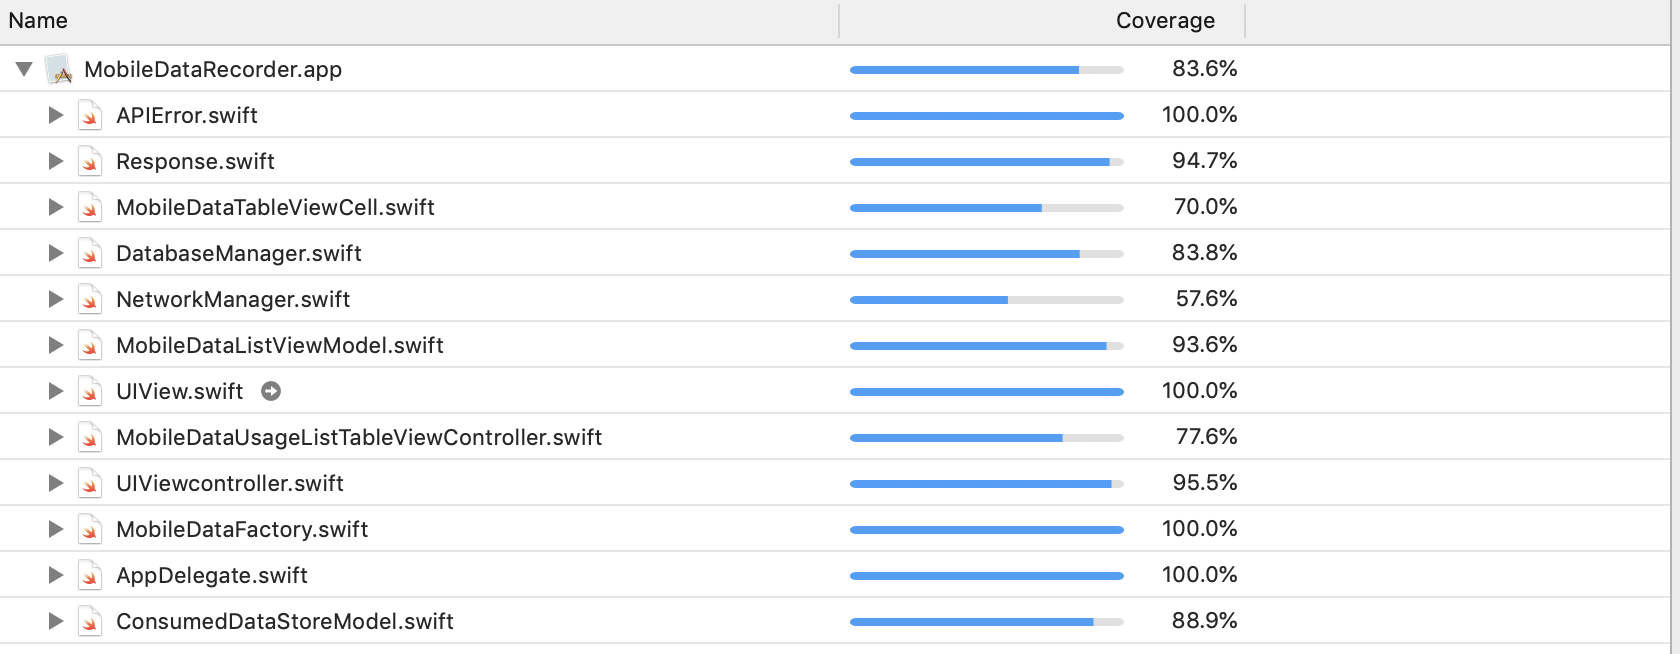 Name Coverage
MobileDataRecorder.app 83.6%
APIError.swift 100.0%
Response.swift 94.7%
MobileDataTableViewCell.swift 70.0%
DatabaseManager.swift 83.8%
NetworkManager.swift 57.6%
MobileDataListViewModel.swift 93.6%
UIView.swift 100.0%
MobileDataUsageListTableViewController.swift 77.6%
UIViewcontroller.swift 95.5%
MobileDataFactory.swift 100.0%
AppDelegate.swift 100.0%
ConsumedDataStoreModel.swift 88.9%